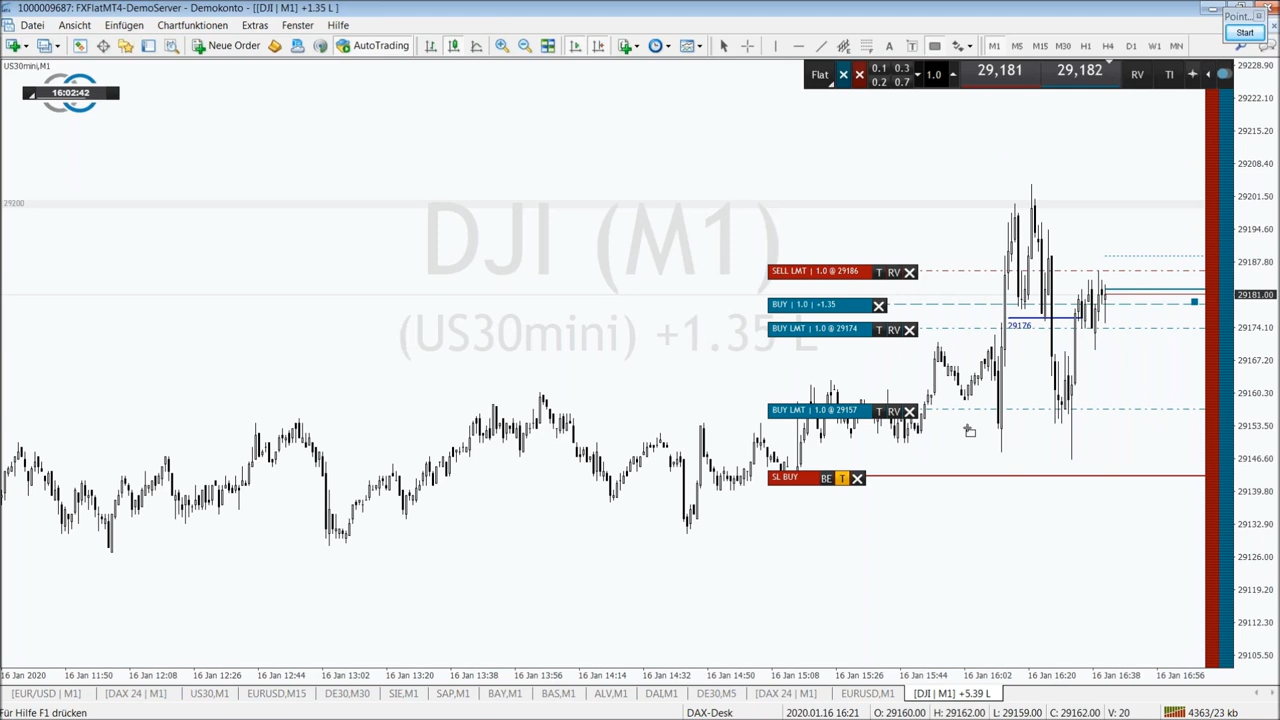 1000009687: FXFlatMT4-DemoServer - Demokonto - [[DJI | M1] +1.35 L ]
Point...
Datei Ansicht Einfügen Chartfunktionen Extras Fenster Hilfe
Start
Neue Order AutoTrading A T M1 M5 M15 M30 H1 H4 D1 W1 MN
US30mini,M1
16:02:42
Flat 0.1 0.3 1.0 29,181 29,182 RV TI
0.2 0.7
29228.90
29222.10
29215.20
29208.40
29201.50
29200
29194.60
29187.80
SELL LMT | 1.0 @ 29186 T RV
29181.00
BUY | 1.0 | +1.35
BUY LMT | 1.0 @ 29174 T RV
29176
29174.10
29167.20
29160.30
BUY LMT | 1.0 @ 29157 T RV
29153.50
29146.60
SL BUY BE T
29139.80
29132.90
29126.00
29119.20
29112.30
29105.50
16 Jan 2020 16 Jan 11:50 16 Jan 12:08 16 Jan 12:26 16 Jan 12:44 16 Jan 13:02 16 Jan 13:20 16 Jan 13:38 16 Jan 13:56 16 Jan 14:14 16 Jan 14:32 16 Jan 14:50 16 Jan 15:08 16 Jan 15:26 16 Jan 15:44 16 Jan 16:02 16 Jan 16:20 16 Jan 16:38 16 Jan 16:56
[EUR/USD | M1] [DAX 24 | M1] US30,M1 EURUSD,M15 DE30,M30 SIE,M1 SAP,M1 BAY,M1 BAS,M1 ALV,M1 DAI,M1 DE30,M5 [DAX 24 | M1] EURUSD,M1 [DJI | M1] +5.39 L
Für Hilfe F1 drücken DAX-Desk 2020.01.16 16:21 O: 29160.00 H: 29162.00 L: 29159.00 C: 29162.00 V: 20 4363/23 kb